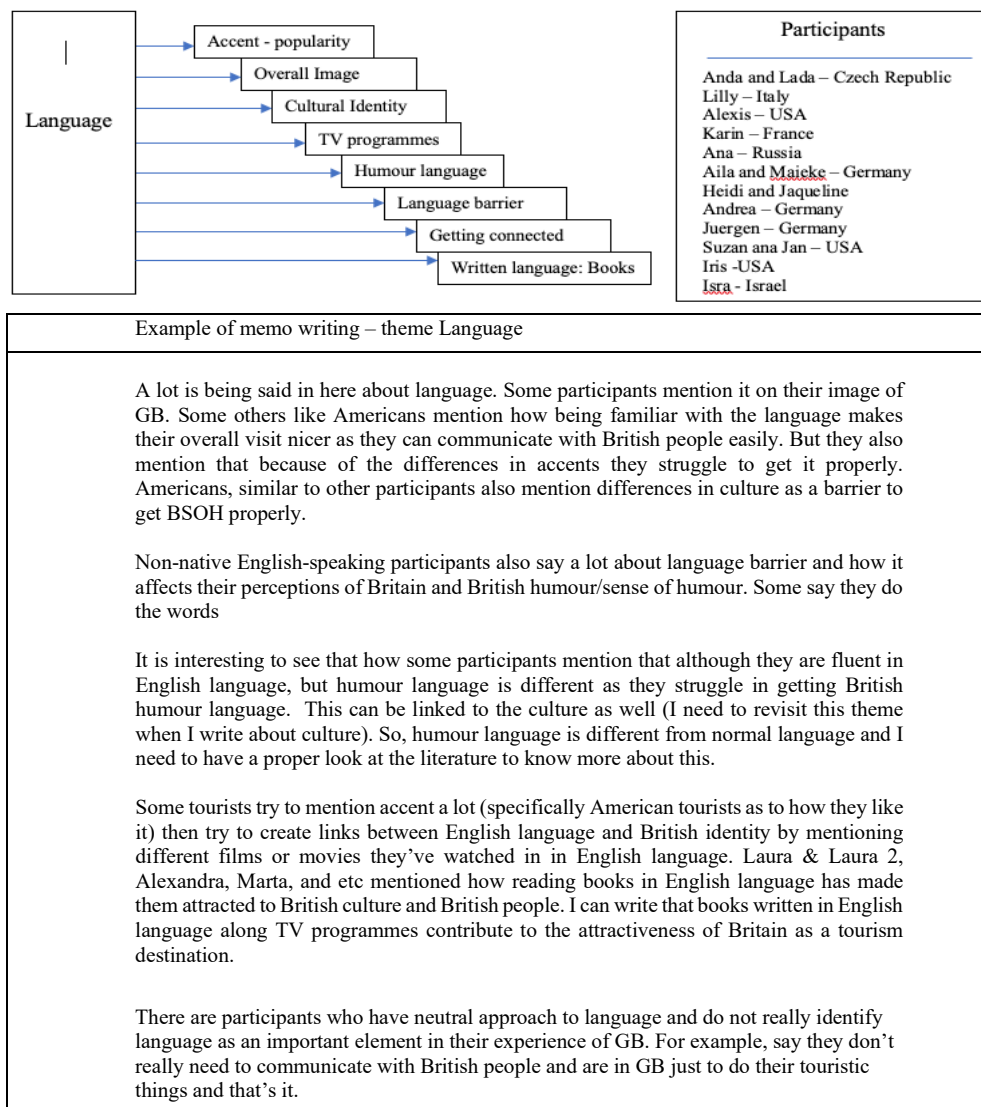 Language
Accent - popularity
Overall Image
Cultural Identity
TV programmes
Humour language
Language barrier
Getting connected
Written language: Books
Participants
Anda and Lada – Czech Republic
Lilly – Italy
Alexis – USA
Karin – France
Ana – Russia
Aila and Maieke – Germany
Heidi and Jaqueline
Andrea – Germany
Juergen – Germany
Suzan ana Jan – USA
Iris -USA
Isra - Israel
Example of memo writing – theme Language
A lot is being said in here about language. Some participants mention it on their image of
GB. Some others like Americans mention how being familiar with the language makes
their overall visit nicer as they can communicate with British people easily. But they also
mention that because of the differences in accents they struggle to get it properly.
Americans, similar to other participants also mention differences in culture as a barrier to
get BSOH properly.
Non-native English-speaking participants also say a lot about language barrier and how it
affects their perceptions of Britain and British humour/sense of humour. Some say they do
the words
It is interesting to see that how some participants mention that although they are fluent in
English language, but humour language is different as they struggle in getting British
humour language. This can be linked to the culture as well (I need to revisit this theme
when I write about culture). So, humour language is different from normal language and I
need to have a proper look at the literature to know more about this.
Some tourists try to mention accent a lot (specifically American tourists as to how they like
it) then try to create links between English language and British identity by mentioning
different films or movies they’ve watched in in English language. Laura & Laura 2,
Alexandra, Marta, and etc mentioned how reading books in English language has made
them attracted to British culture and British people. I can write that books written in English
language along TV programmes contribute to the attractiveness of Britain as a tourism
destination.
There are participants who have neutral approach to language and do not really identify
language as an important element in their experience of GB. For example, say they don’t
really need to communicate with British people and are in GB just to do their touristic
things and that’s it.